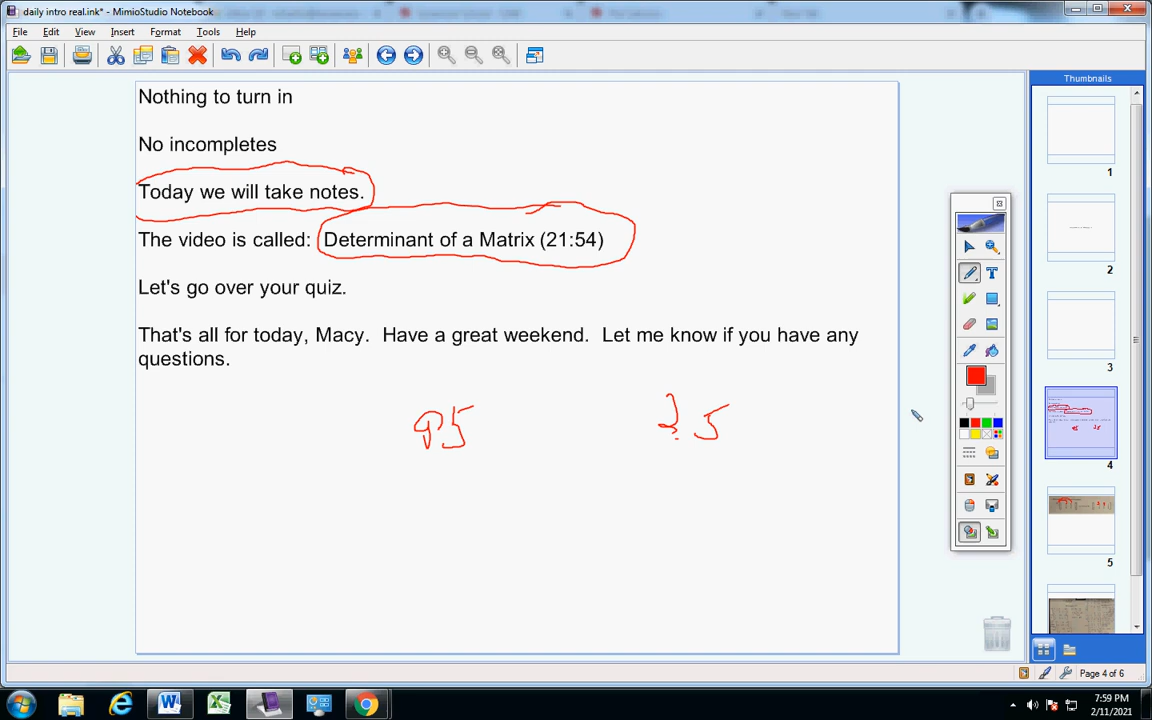 daily intro real.ink* - MimioStudio Notebook
File Edit View Insert Format Tools Help
Nothing to turn in
No incompletes
Today we will take notes.
The video is called: Determinant of a Matrix (21:54)
Let's go over your quiz.
That's all for today, Macy. Have a great weekend. Let me know if you have any
questions.
95
Thumbnails
1
2
3
4
5
Page 4 of 6
7:59 PM
2/11/2021